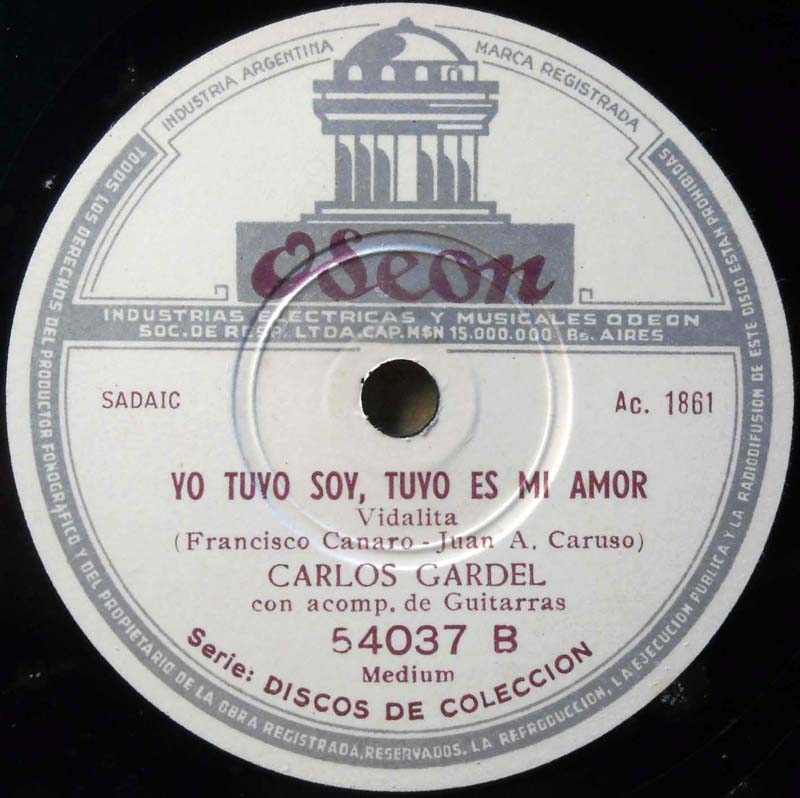 INDUSTRIA ARGENTINA
MARCA REGISTRADA
TODOS LOS DERECHOS DEL PRODUCTOR FONOGRÁFICO Y DEL PROPIETARIO DE LA OBRA REGISTRADA, RESERVADOS. LA REPRODUCCION, LA EJECUCION PUBLICA Y LA RADIODIFUSION DE ESTE DISCO ESTAN PROHIBIDAS
Odeon
INDUSTRIAS ELECTRICAS Y MUSICALES ODEON
SOC. DE RESP. LTDA. CAP. M$N 15.000.000 Bs. AIRES
SADAIC
Ac. 1861
YO TUYO SOY, TUYO ES MI AMOR
Vidalita
(Francisco Canaro - Juan A. Caruso)
CARLOS GARDEL
con acomp. de Guitarras
54037 B
Medium
Serie: DISCOS DE COLECCION